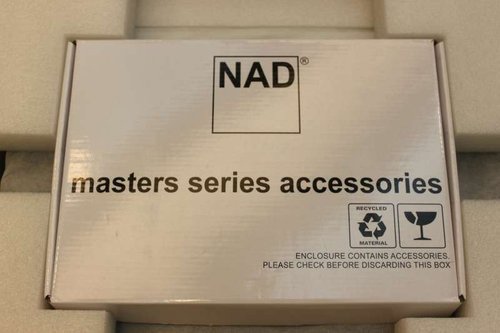 NAD®
masters series accessories
RECYCLED
MATERIAL
ENCLOSURE CONTAINS ACCESSORIES.
PLEASE CHECK BEFORE DISCARDING THIS BOX